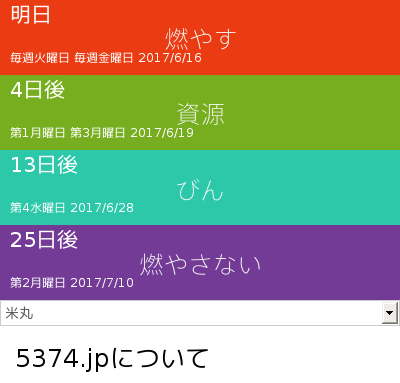 明日
燃やす
毎週火曜日 毎週金曜日 2017/6/16
4日後
資源
第1月曜日 第3月曜日 2017/6/19
13日後
びん
第4水曜日 2017/6/28
25日後
燃やさない
第2月曜日 2017/7/10
米丸
5374.jpについて